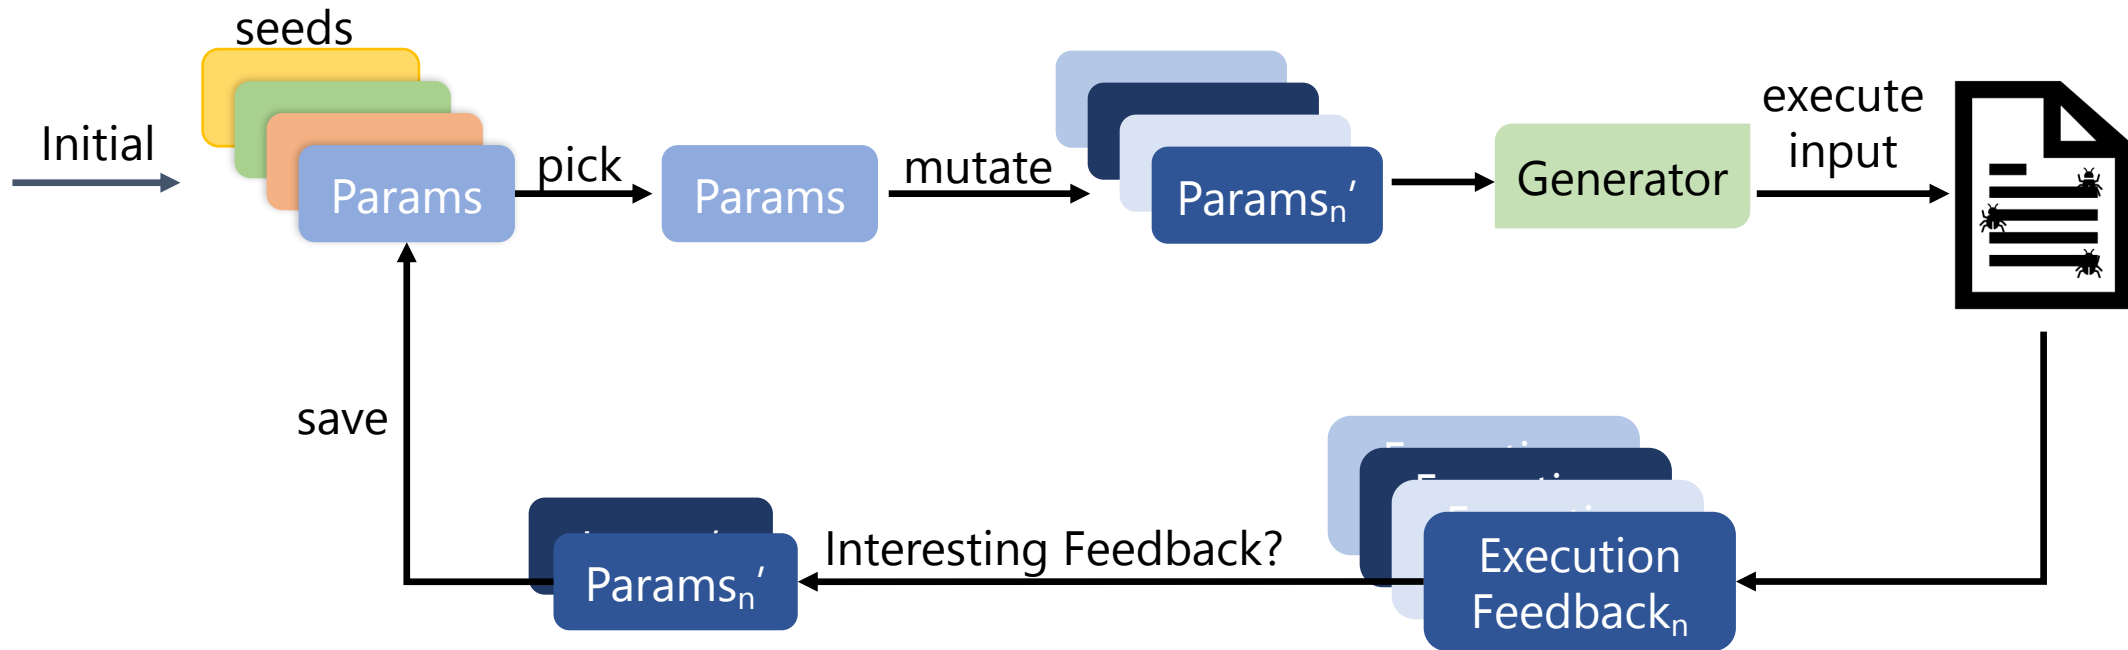 seeds
Initial
Params
pick
Params
mutate
Paramsₙ′
Generator
execute
input
save
Paramsₙ′
Interesting Feedback?
Execution
Feedbackₙ